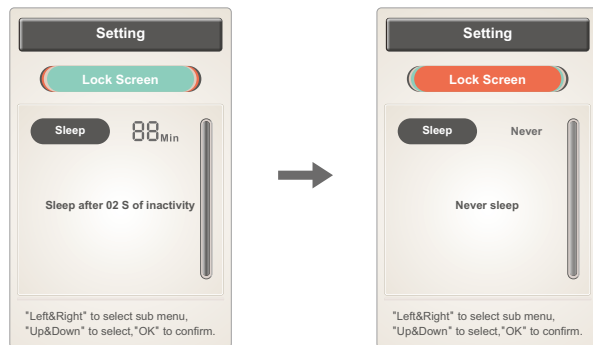 Setting
Lock Screen
Sleep
88Min
Sleep after 02 S of inactivity
"Left&Right" to select sub menu,
"Up&Down" to select,"OK" to confirm.
Setting
Lock Screen
Sleep
Never
Never sleep
"Left&Right" to select sub menu,
"Up&Down" to select,"OK" to confirm.